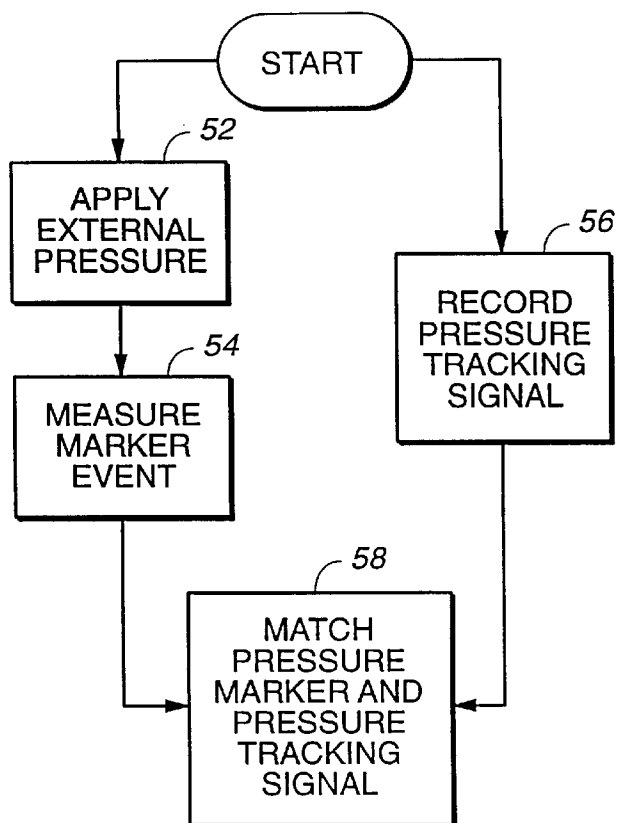 START
52
APPLY
EXTERNAL
PRESSURE
54
MEASURE
MARKER
EVENT
56
RECORD
PRESSURE
TRACKING
SIGNAL
58
MATCH
PRESSURE
MARKER AND
PRESSURE
TRACKING
SIGNAL